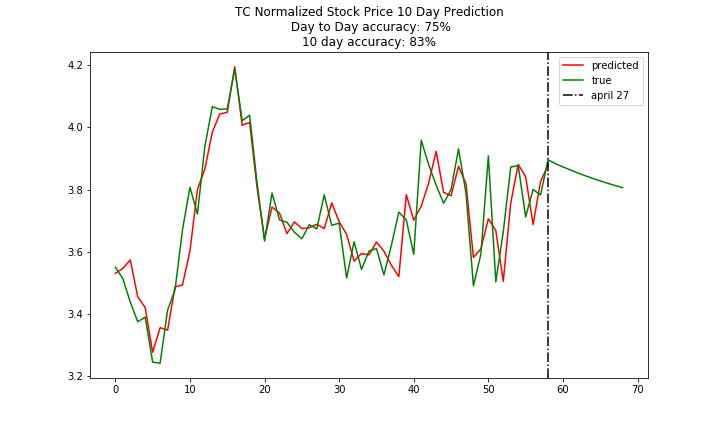 TC Normalized Stock Price 10 Day Prediction
Day to Day accuracy: 75%
10 day accuracy: 83%
predicted
true
april 27
4.2
4.0
3.8
3.6
3.4
3.2
0 10 20 30 40 50 60 70